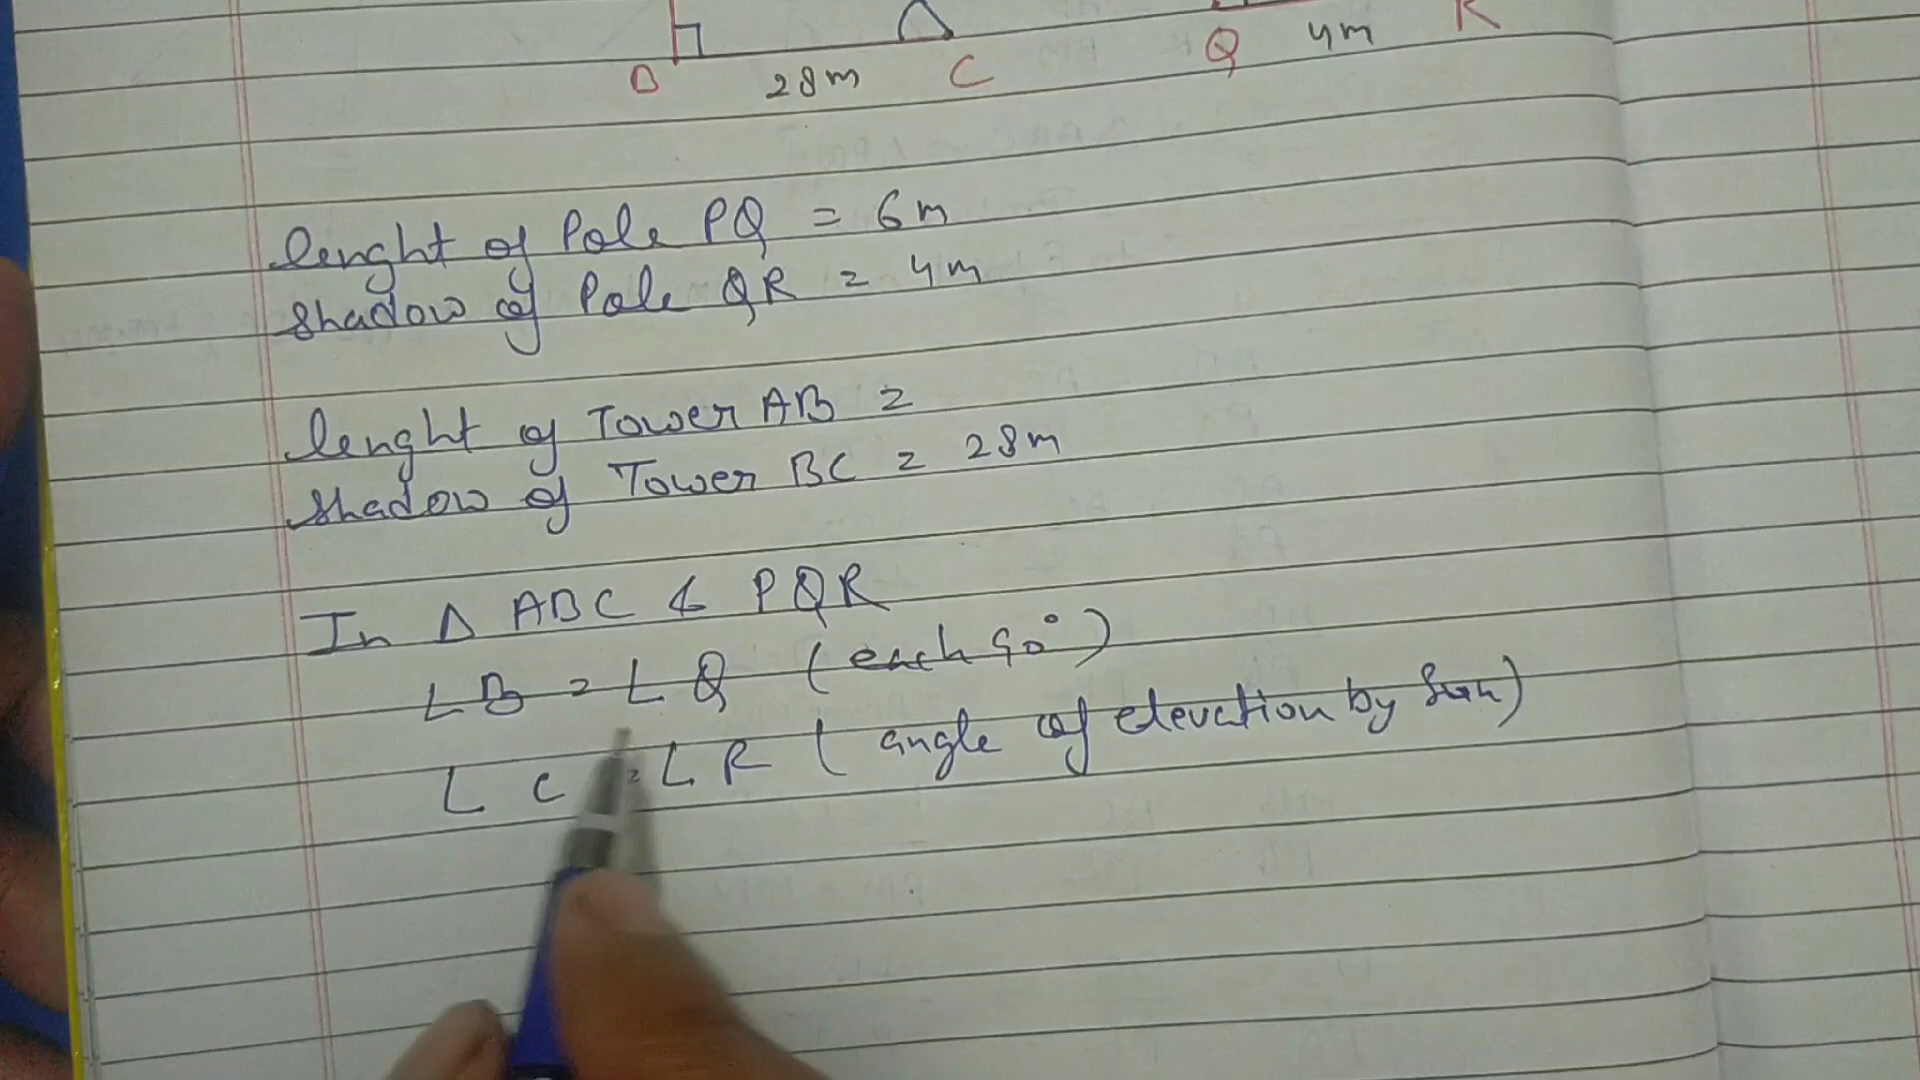 B 28m C Q 4m R
lenght of Pole PQ = 6m
Shadow of Pole QR = 4m
lenght of Tower AB =
Shadow of Tower BC = 28m
In Δ ABC & PQR
∠B = ∠Q (each 90°)
∠C = ∠R (angle of elevation by Sun)